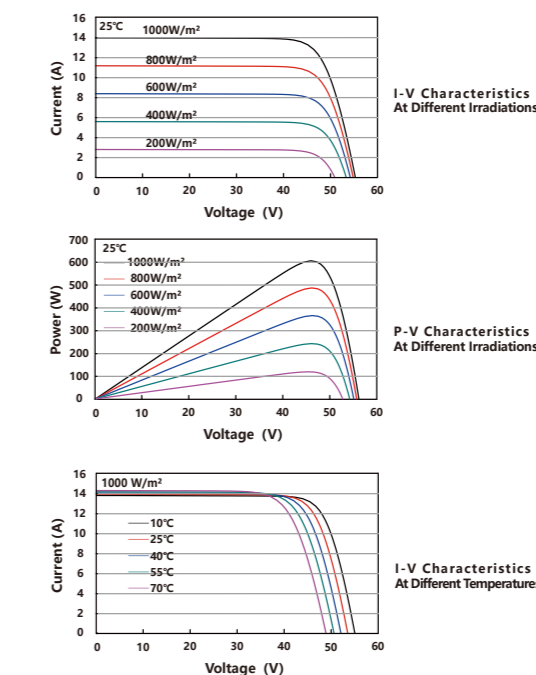 16
25℃
1000W/m²
14
12
800W/m²
10
600W/m²
8
6
400W/m²
4
200W/m²
2
0
0 10 20 30 40 50 60
Current (A)
Voltage (V)
I-V Characteristics
At Different Irradiations
700
25℃
600
1000W/m²
800W/m²
500
600W/m²
400
400W/m²
300
200W/m²
200
100
0
0 10 20 30 40 50 60
Power (W)
Voltage (V)
P-V Characteristics
At Different Irradiations
16
1000 W/m²
14
12
10℃
10
25℃
8
40℃
6
55℃
4
70℃
2
0
0 10 20 30 40 50 60
Current (A)
Voltage (V)
I-V Characteristics
At Different Temperatures